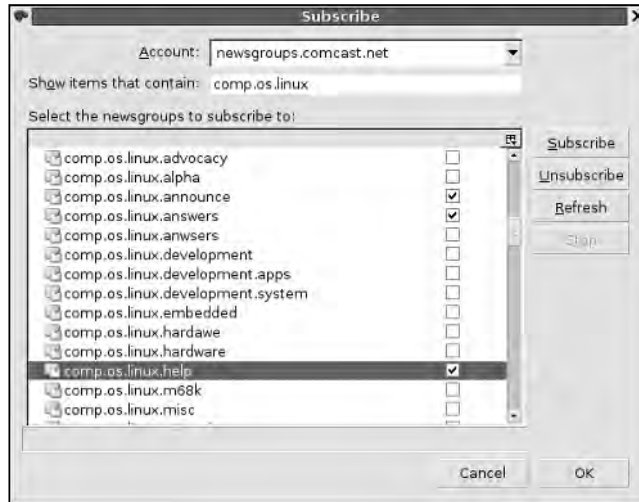 Subscribe
Account: newsgroups.comcast.net
Show items that contain: comp.os.linux
Select the newsgroups to subscribe to:
comp.os.linux.advocacy
comp.os.linux.alpha
comp.os.linux.announce
comp.os.linux.answers
comp.os.linux.anwsers
comp.os.linux.development
comp.os.linux.development.apps
comp.os.linux.development.system
comp.os.linux.embedded
comp.os.linux.hardawe
comp.os.linux.hardware
comp.os.linux.help
comp.os.linux.m68k
comp.os.linux.misc
Subscribe
Unsubscribe
Refresh
Stop
Cancel
OK